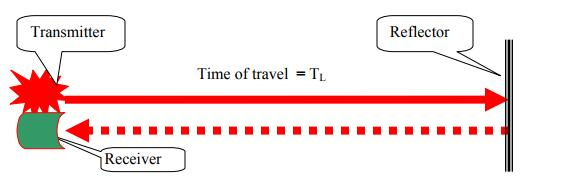 Transmitter
Reflector
Time of travel = TL
Receiver